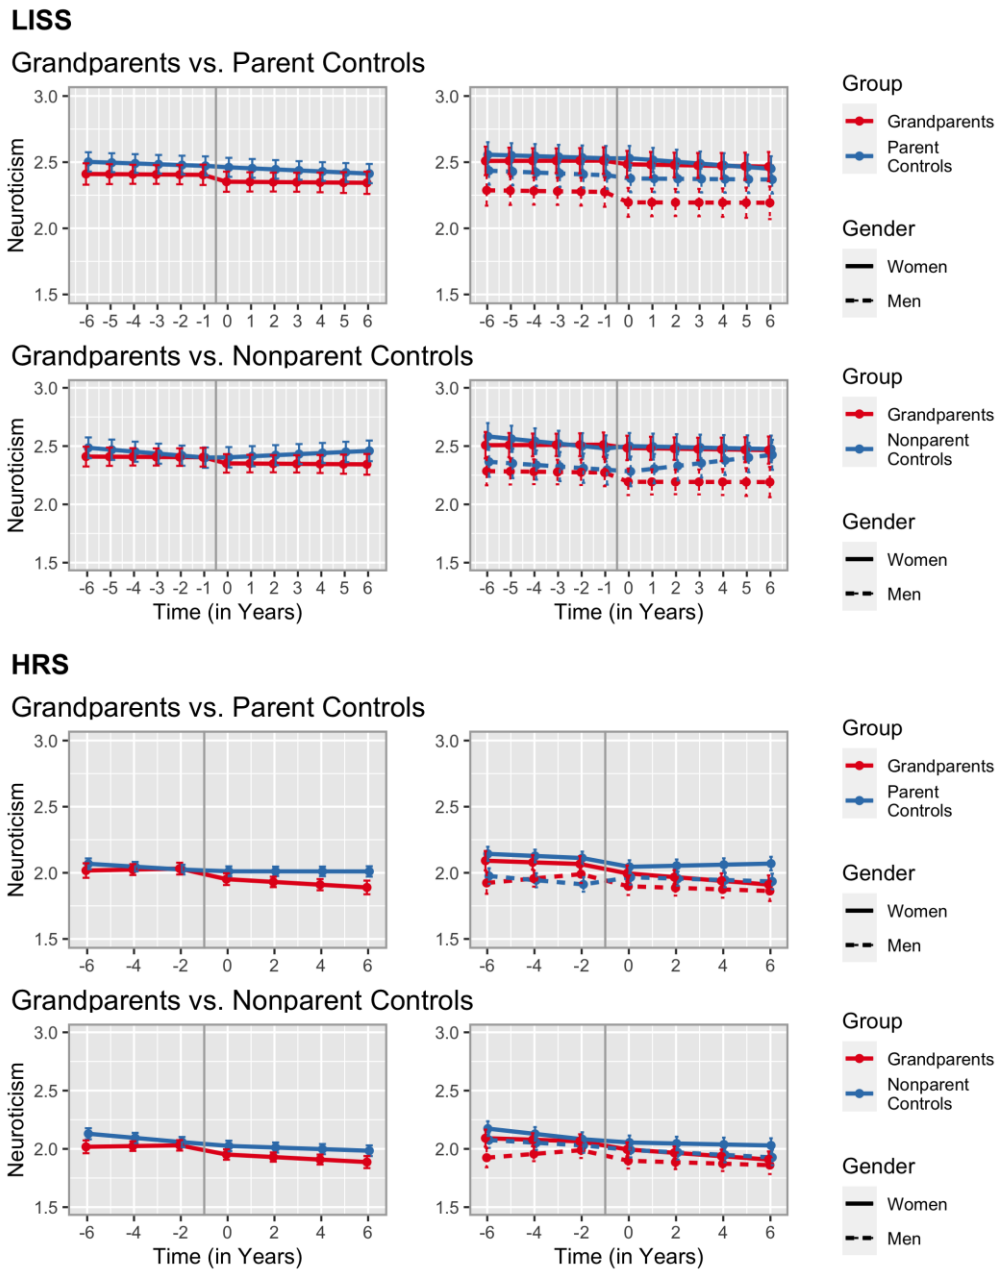 LISS
Grandparents vs. Parent Controls
Neuroticism
3.0
2.5
2.0
1.5
-6 -5 -4 -3 -2 -1 0 1 2 3 4 5 6
3.0
2.5
2.0
1.5
-6 -5 -4 -3 -2 -1 0 1 2 3 4 5 6
Group
Grandparents
Parent
Controls
Gender
Women
Men
Grandparents vs. Nonparent Controls
Neuroticism
3.0
2.5
2.0
1.5
-6 -5 -4 -3 -2 -1 0 1 2 3 4 5 6
Time (in Years)
3.0
2.5
2.0
1.5
-6 -5 -4 -3 -2 -1 0 1 2 3 4 5 6
Time (in Years)
Group
Grandparents
Nonparent
Controls
Gender
Women
Men
HRS
Grandparents vs. Parent Controls
Neuroticism
3.0
2.5
2.0
1.5
-6 -4 -2 0 2 4 6
3.0
2.5
2.0
1.5
-6 -4 -2 0 2 4 6
Group
Grandparents
Parent
Controls
Gender
Women
Men
Grandparents vs. Nonparent Controls
Neuroticism
3.0
2.5
2.0
1.5
-6 -4 -2 0 2 4 6
Time (in Years)
3.0
2.5
2.0
1.5
-6 -4 -2 0 2 4 6
Time (in Years)
Group
Grandparents
Nonparent
Controls
Gender
Women
Men